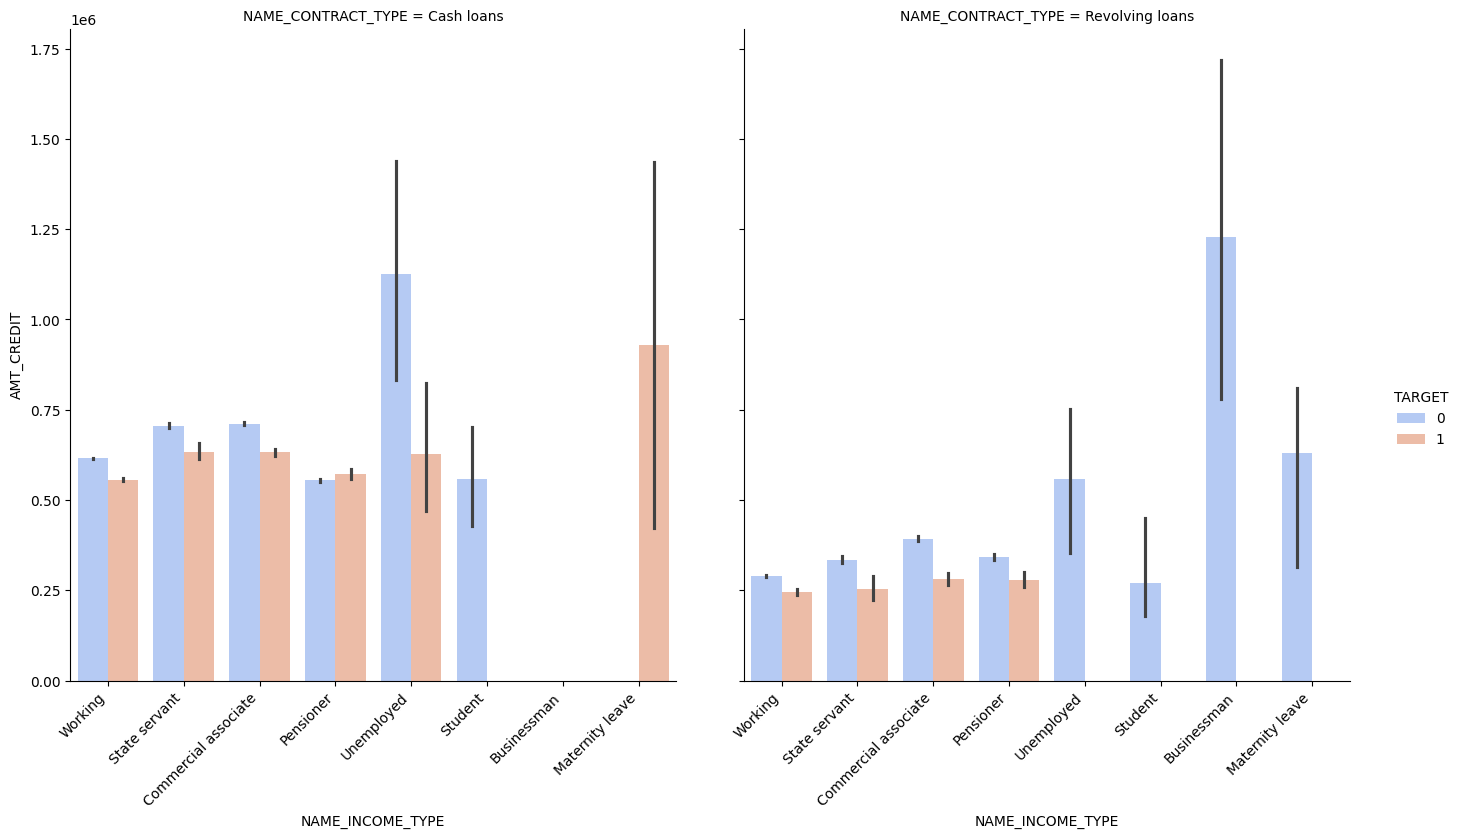 NAME_CONTRACT_TYPE = Cash loans
NAME_CONTRACT_TYPE = Revolving loans
1e6
1.75
1.50
1.25
1.00
0.75
0.50
0.25
0.00
AMT_CREDIT
TARGET
0
1
Working
State servant
Commercial associate
Pensioner
Unemployed
Student
Businessman
Maternity leave
Working
State servant
Commercial associate
Pensioner
Unemployed
Student
Businessman
Maternity leave
NAME_INCOME_TYPE
NAME_INCOME_TYPE